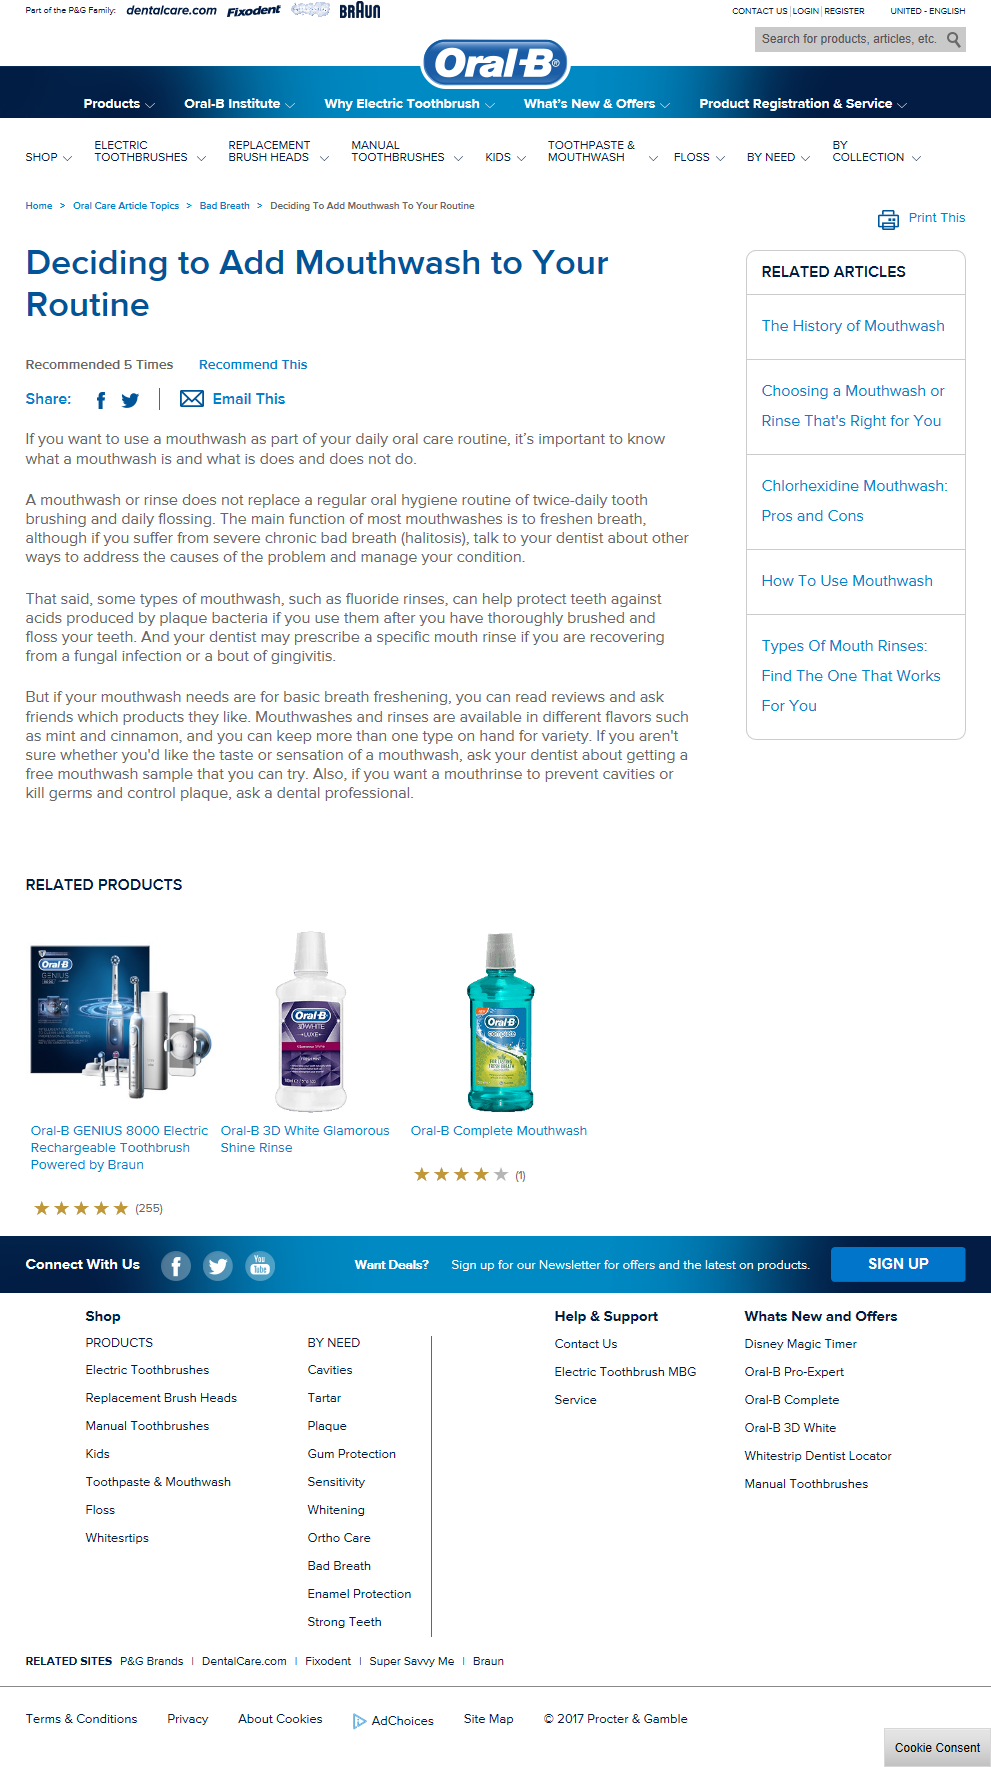 Part of the P&G Family: dentalcare.com Fixodent BRAUN
CONTACT US | LOGIN | REGISTER UNITED - ENGLISH
Search for products, articles, etc.
Oral-B®
Products Oral-B Institute Why Electric Toothbrush What's New & Offers Product Registration & Service
SHOP ELECTRIC TOOTHBRUSHES REPLACEMENT BRUSH HEADS MANUAL TOOTHBRUSHES KIDS TOOTHPASTE & MOUTHWASH FLOSS BY NEED BY COLLECTION
Home > Oral Care Article Topics > Bad Breath > Deciding To Add Mouthwash To Your Routine
Print This
Deciding to Add Mouthwash to Your
Routine
Recommended 5 Times Recommend This
Share: Email This
If you want to use a mouthwash as part of your daily oral care routine, it's important to know
what a mouthwash is and what is does and does not do.
A mouthwash or rinse does not replace a regular oral hygiene routine of twice-daily tooth
brushing and daily flossing. The main function of most mouthwashes is to freshen breath,
although if you suffer from severe chronic bad breath (halitosis), talk to your dentist about other
ways to address the causes of the problem and manage your condition.
That said, some types of mouthwash, such as fluoride rinses, can help protect teeth against
acids produced by plaque bacteria if you use them after you have thoroughly brushed and
floss your teeth. And your dentist may prescribe a specific mouth rinse if you are recovering
from a fungal infection or a bout of gingivitis.
But if your mouthwash needs are for basic breath freshening, you can read reviews and ask
friends which products they like. Mouthwashes and rinses are available in different flavors such
as mint and cinnamon, and you can keep more than one type on hand for variety. If you aren't
sure whether you'd like the taste or sensation of a mouthwash, ask your dentist about getting a
free mouthwash sample that you can try. Also, if you want a mouthrinse to prevent cavities or
kill germs and control plaque, ask a dental professional.
RELATED ARTICLES
The History of Mouthwash
Choosing a Mouthwash or
Rinse That's Right for You
Chlorhexidine Mouthwash:
Pros and Cons
How To Use Mouthwash
Types Of Mouth Rinses:
Find The One That Works
For You
RELATED PRODUCTS
Oral-B
GENIUS
Oral-B
3DWHITE
LUXE
Oral-B
complete
FRESH BREATH
Oral-B GENIUS 8000 Electric
Rechargeable Toothbrush
Powered by Braun
(255)
Oral-B 3D White Glamorous
Shine Rinse
Oral-B Complete Mouthwash
(1)
Connect With Us You Tube Want Deals? Sign up for our Newsletter for offers and the latest on products. SIGN UP
Shop
PRODUCTS
Electric Toothbrushes
Replacement Brush Heads
Manual Toothbrushes
Kids
Toothpaste & Mouthwash
Floss
Whitesrtips
BY NEED
Cavities
Tartar
Plaque
Gum Protection
Sensitivity
Whitening
Ortho Care
Bad Breath
Enamel Protection
Strong Teeth
Help & Support
Contact Us
Electric Toothbrush MBG
Service
Whats New and Offers
Disney Magic Timer
Oral-B Pro-Expert
Oral-B Complete
Oral-B 3D White
Whitestrip Dentist Locator
Manual Toothbrushes
RELATED SITES P&G Brands | DentalCare.com | Fixodent | Super Savvy Me | Braun
Terms & Conditions Privacy About Cookies AdChoices Site Map © 2017 Procter & Gamble
Cookie Consent